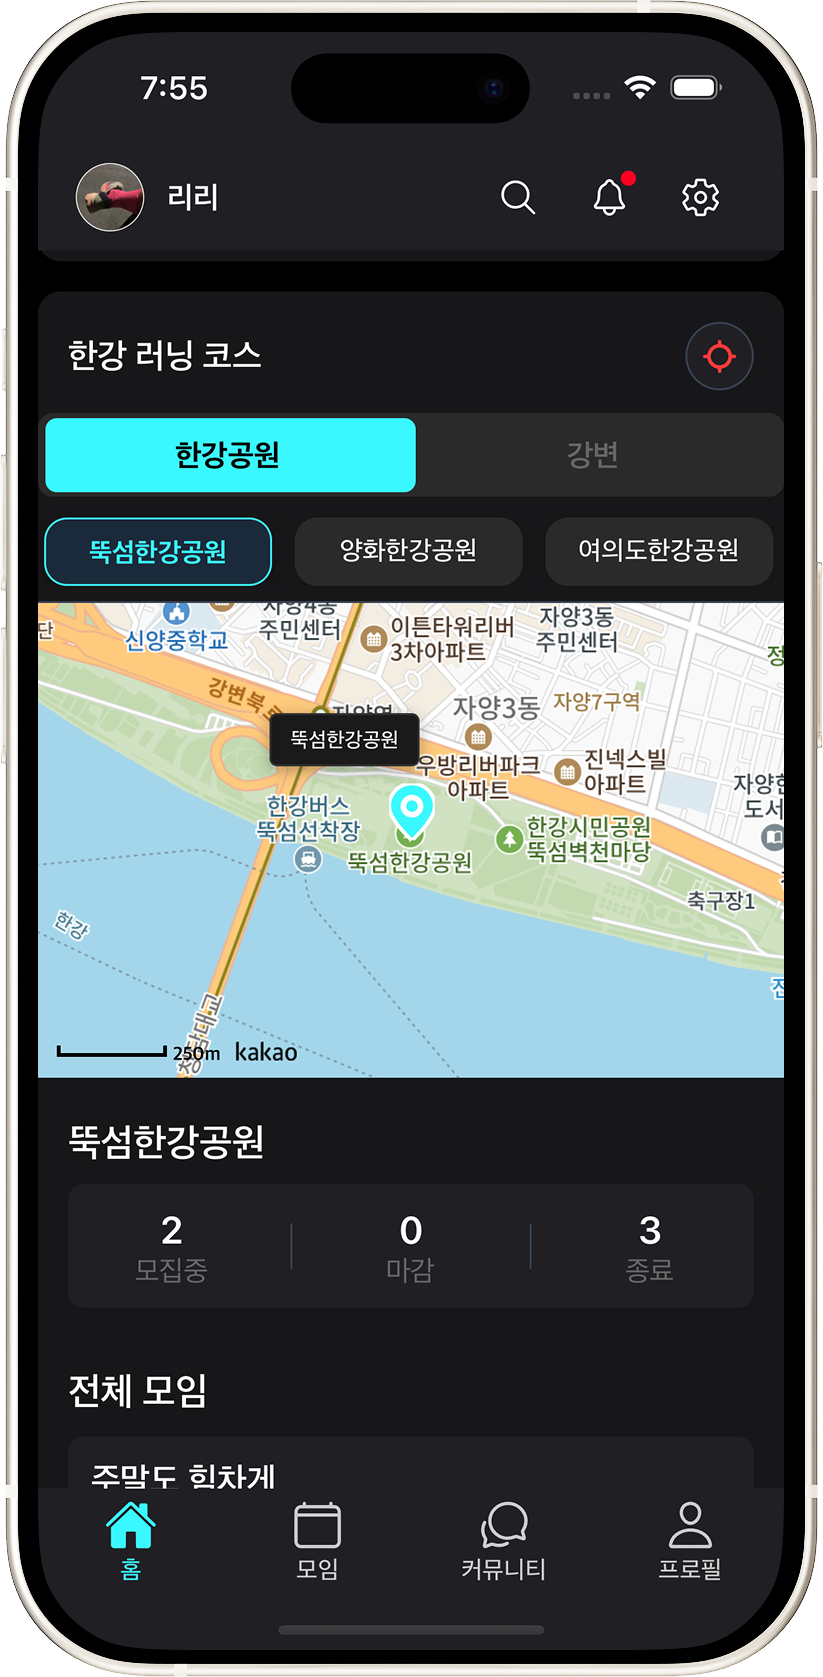 7:55
리리
한강 러닝 코스
한강공원
강변
뚝섬한강공원
양화한강공원
여의도한강공원
단
신양중학교
자양4동
주민센터
이튼타워리버
3차아파트
자양3동
주민센터
강변북로
자양역
자양3동
자양7구역
뚝섬한강공원
우방리버파크
아파트
진넥스빌
아파트
한강버스
뚝섬선착장
뚝섬한강공원
한강시민공원
뚝섬벽천마당
도서
축구장1
한강
청담대교
250m
kakao
뚝섬한강공원
2
모집중
0
마감
3
종료
전체 모임
주말도 힘차게
홈
모임
커뮤니티
프로필